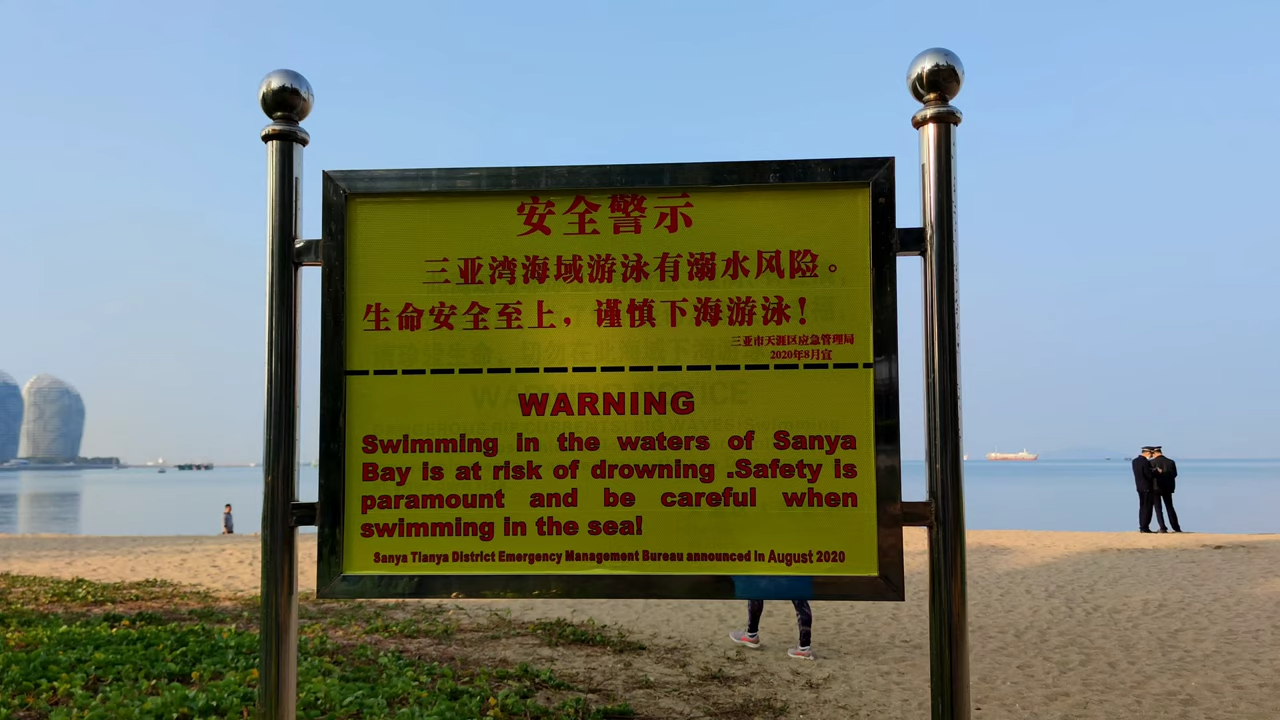 安全警示
三亚湾海域游泳有溺水风险。
生命安全至上，谨慎下海游泳！
三亚市天涯区应急管理局
2020年8月宣
WARNING
Swimming in the waters of Sanya
Bay is at risk of drowning .Safety is
paramount and be careful when
swimming in the sea!
Sanya Tianya District Emergency Management Bureau announced in August 2020